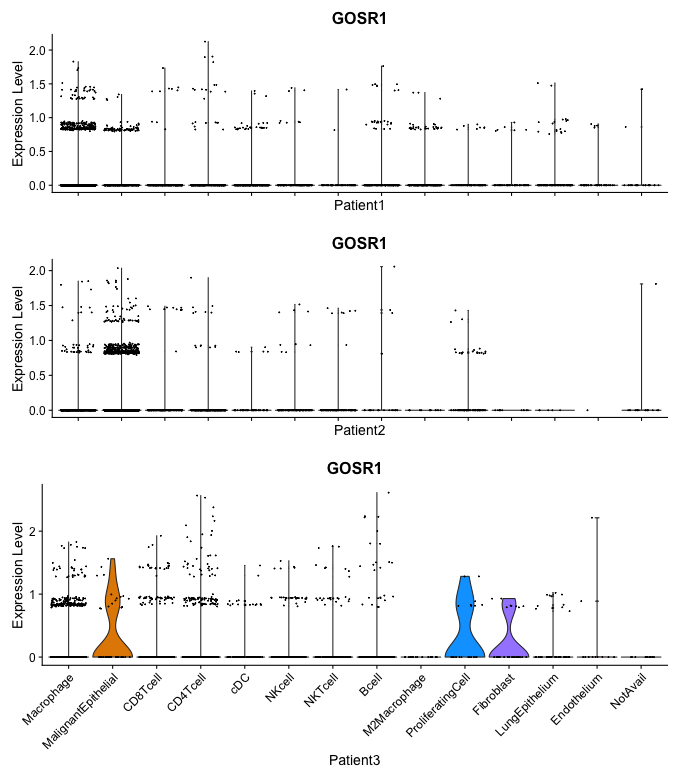 GOSR1
Expression Level
2.0
1.5
1.0
0.5
0.0
Patient1
GOSR1
Expression Level
2.0
1.5
1.0
0.5
0.0
Patient2
GOSR1
Expression Level
2
1
0
Macrophage
MalignantEpithelial
CD8Tcell
CD4Tcell
cDC
NKcell
NKTcell
Bcell
M2Macrophage
ProliferatingCell
Fibroblast
LungEpithelium
Endothelium
NotAvail
Patient3